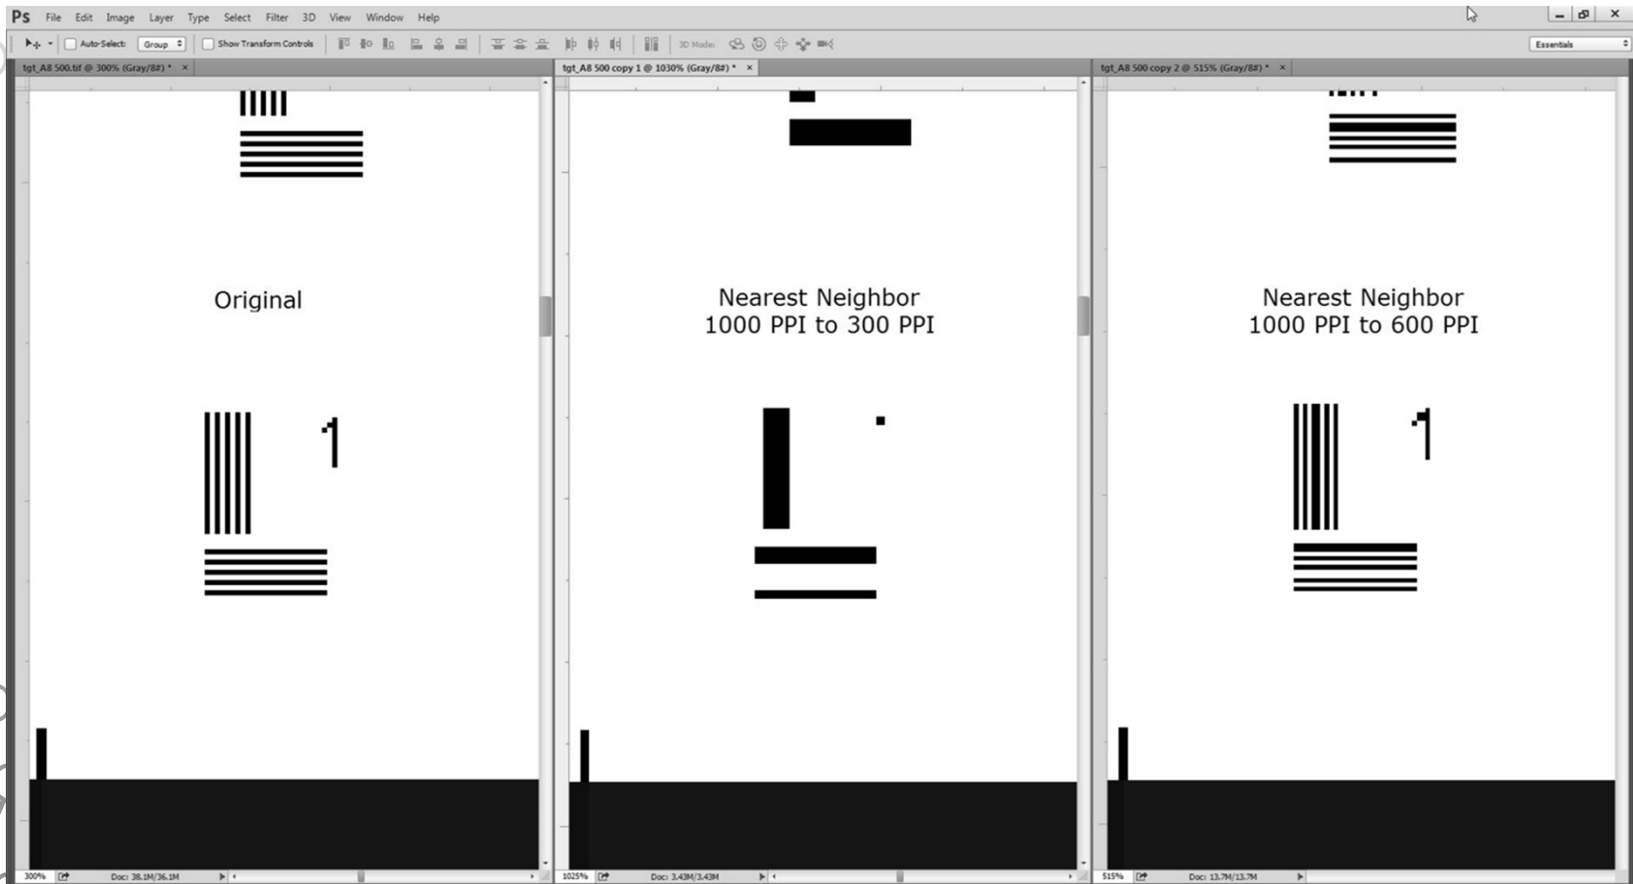 Ps File Edit Image Layer Type Select Filter 3D View Window Help
Auto-Select: Group Show Transform Controls 3D Mode: Essentials
tgt_A8 500.tif @ 300% (Gray/8#) * × tgt_A8 500 copy 1 @ 1030% (Gray/8#) * × tgt_A8 500 copy 2 @ 515% (Gray/8#) * ×
Original
Nearest Neighbor
1000 PPI to 300 PPI
Nearest Neighbor
1000 PPI to 600 PPI
1
1
300% Doc: 38.1M/36.1M 1025% Doc: 3.43M/3.43M 515% Doc: 13.7M/13.7M